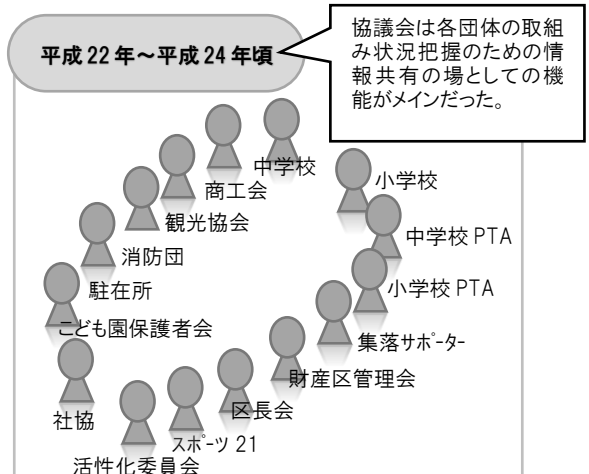 平成22年～平成24年頃
協議会は各団体の取組
み状況把握のための情
報共有の場としての機
能がメインだった。
中学校
小学校
商工会
観光協会
中学校PTA
消防団
小学校PTA
駐在所
こども園保護者会
集落サポーター
財産区管理会
区長会
社協
スポーツ21
活性化委員会